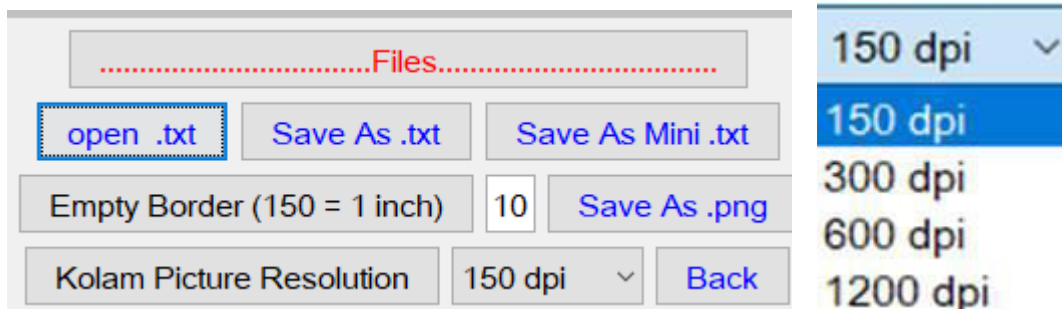 ..............................Files...............................
open .txt Save As .txt Save As Mini .txt
Empty Border (150 = 1 inch) 10 Save As .png
Kolam Picture Resolution 150 dpi Back
150 dpi
150 dpi
300 dpi
600 dpi
1200 dpi